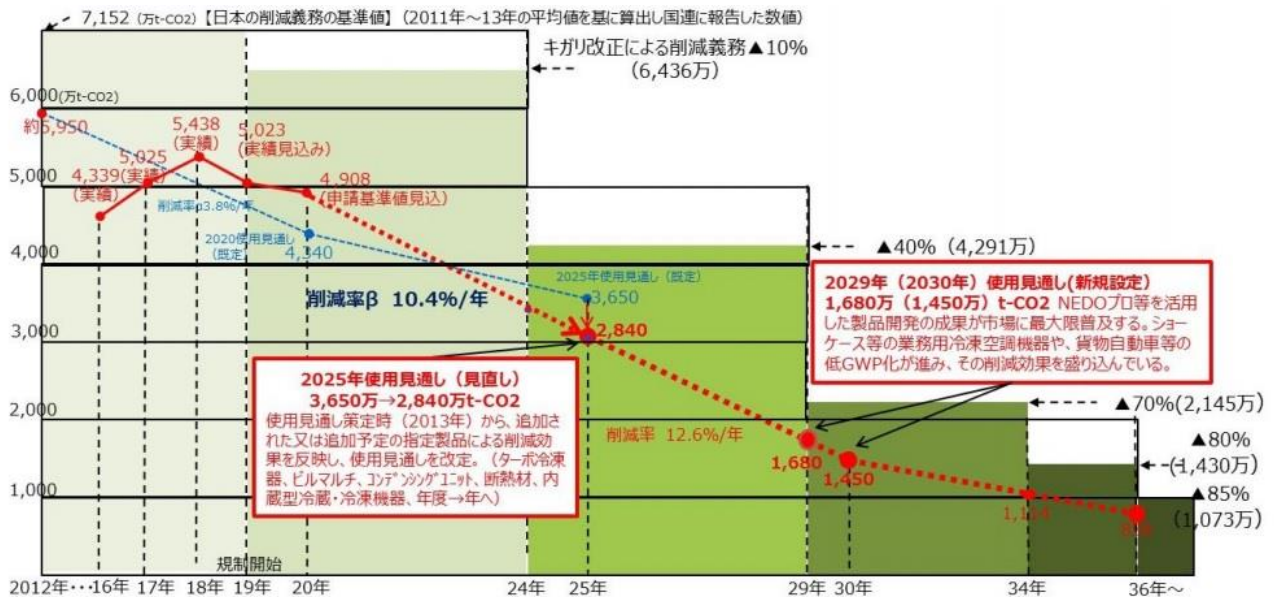 7,152 (万t-CO2) 【日本の削減義務の基準値】（2011年～13年の平均値を基に算出し国連に報告した数値）
キガリ改正による削減義務▲10%
(6,436万)
6,000(万t-CO2)
約5,950
5,438
(実績)
5,023
(実績見込み)
5,025
(実績)
4,339
(実績)
5,000
4.908
(申請基準値見込)
削減率α3.8%/年
2020使用見通し
（既定）
4,340
4,000
▲40%（4,291万）
2025年使用見通し（既定）
3,650
削減率β 10.4%/年
2,840
3,000
2029年（2030年）使用見通し(新規設定)
1,680万（1,450万）t-CO2 NEDOプロ等を活用
した製品開発の成果が市場に最大限普及する。ショー
ケース等の業務用冷凍空調機器や、貨物自動車等の
低GWP化が進み、その削減効果を盛り込んでいる。
2025年使用見通し（見直し）
3,650万→2,840万t-CO2
使用見通し策定時（2013年）から、追加さ
れた又は追加予定の指定製品による削減効
果を反映し、使用見通しを改定。（ターボ冷凍
器、ビルマルチ、コンデンシングユニット、断熱材、内
蔵型冷蔵・冷凍機器、年度→年へ）
2,000
▲70%(2,145万)
削減率 12.6%/年
1,680
1,450
▲80%
(1,430万)
1,000
▲85%
(1,073万)
1,114
規制開始
2012年･･･16年 17年 18年 19年 20年 24年 25年 29年 30年 34年 36年～